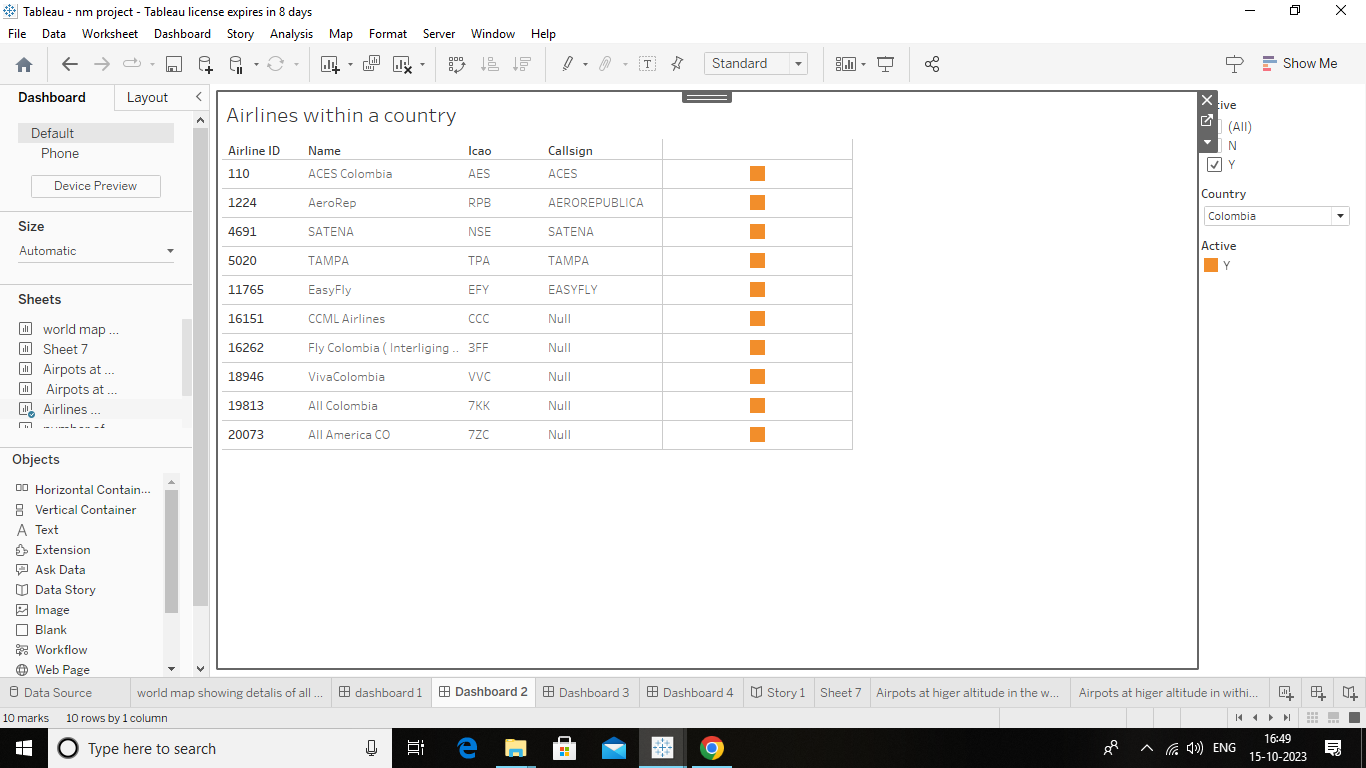 Tableau - nm project - Tableau license expires in 8 days
File Data Worksheet Dashboard Story Analysis Map Format Server Window Help
Standard
Show Me
Dashboard Layout
Default
Phone
Device Preview
Size
Automatic
Sheets
world map ...
Sheet 7
Airpots at ...
Airpots at ...
Airlines ...
number of
Objects
Horizontal Contain...
Vertical Container
Text
Extension
Ask Data
Data Story
Image
Blank
Workflow
Web Page
Airlines within a country
Airline ID Name Icao Callsign
110 ACES Colombia AES ACES
1224 AeroRep RPB AEROREPUBLICA
4691 SATENA NSE SATENA
5020 TAMPA TPA TAMPA
11765 EasyFly EFY EASYFLY
16151 CCML Airlines CCC Null
16262 Fly Colombia ( Interliging .. 3FF Null
18946 VivaColombia VVC Null
19813 All Colombia 7KK Null
20073 All America CO 7ZC Null
tive
(All)
N
Y
Country
Colombia
Active
Y
Data Source world map showing detalis of all ... dashboard 1 Dashboard 2 Dashboard 3 Dashboard 4 Story 1 Sheet 7 Airpots at higer altitude in the w... Airpots at higer altitude in withi...
10 marks 10 rows by 1 column
Type here to search
ENG
16:49
15-10-2023